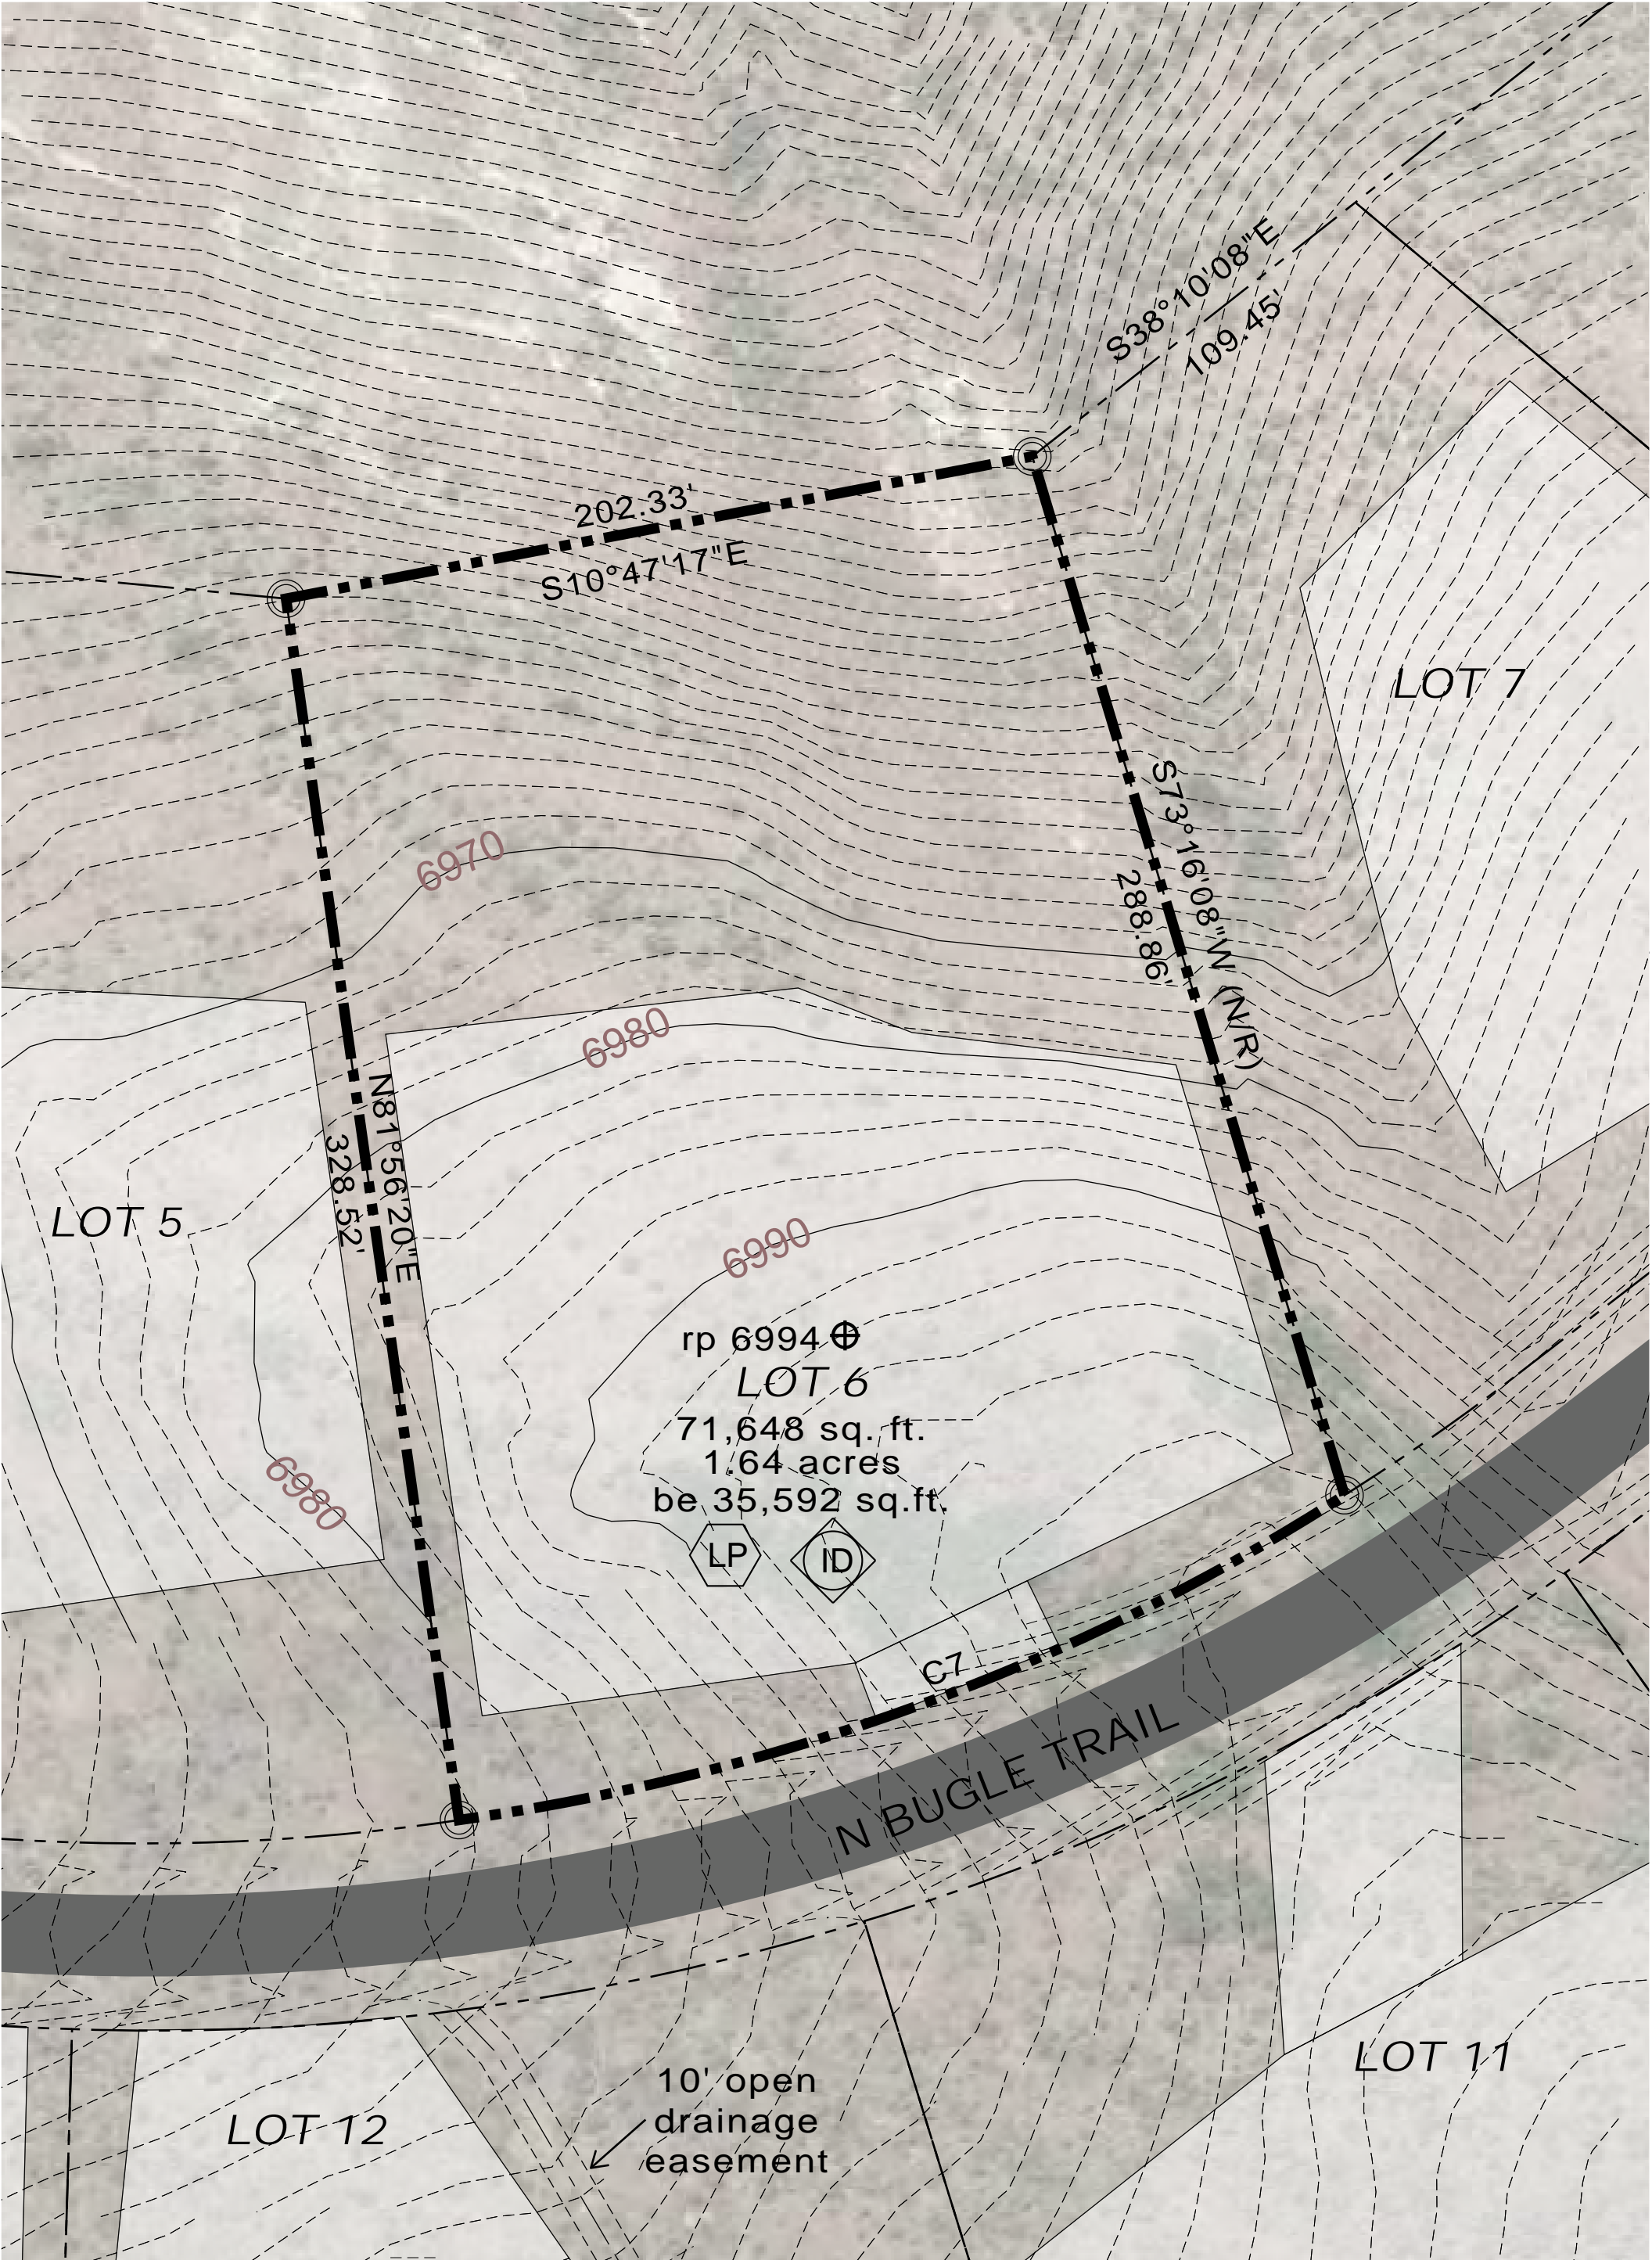 S38°10'08"E
109.45'
202.33'
S10°47'17"E
LOT 7
S73°16'08"W (N/R)
288.86'
6970
6980
N81°56'20"E
328.52'
LOT 5
6990
rp 6994
LOT 6
71,648 sq. ft.
1.64 acres
be 35,592 sq.ft.
6980
LP
ID
C7
N BUGLE TRAIL
LOT 11
10' open
drainage
easement
LOT 12